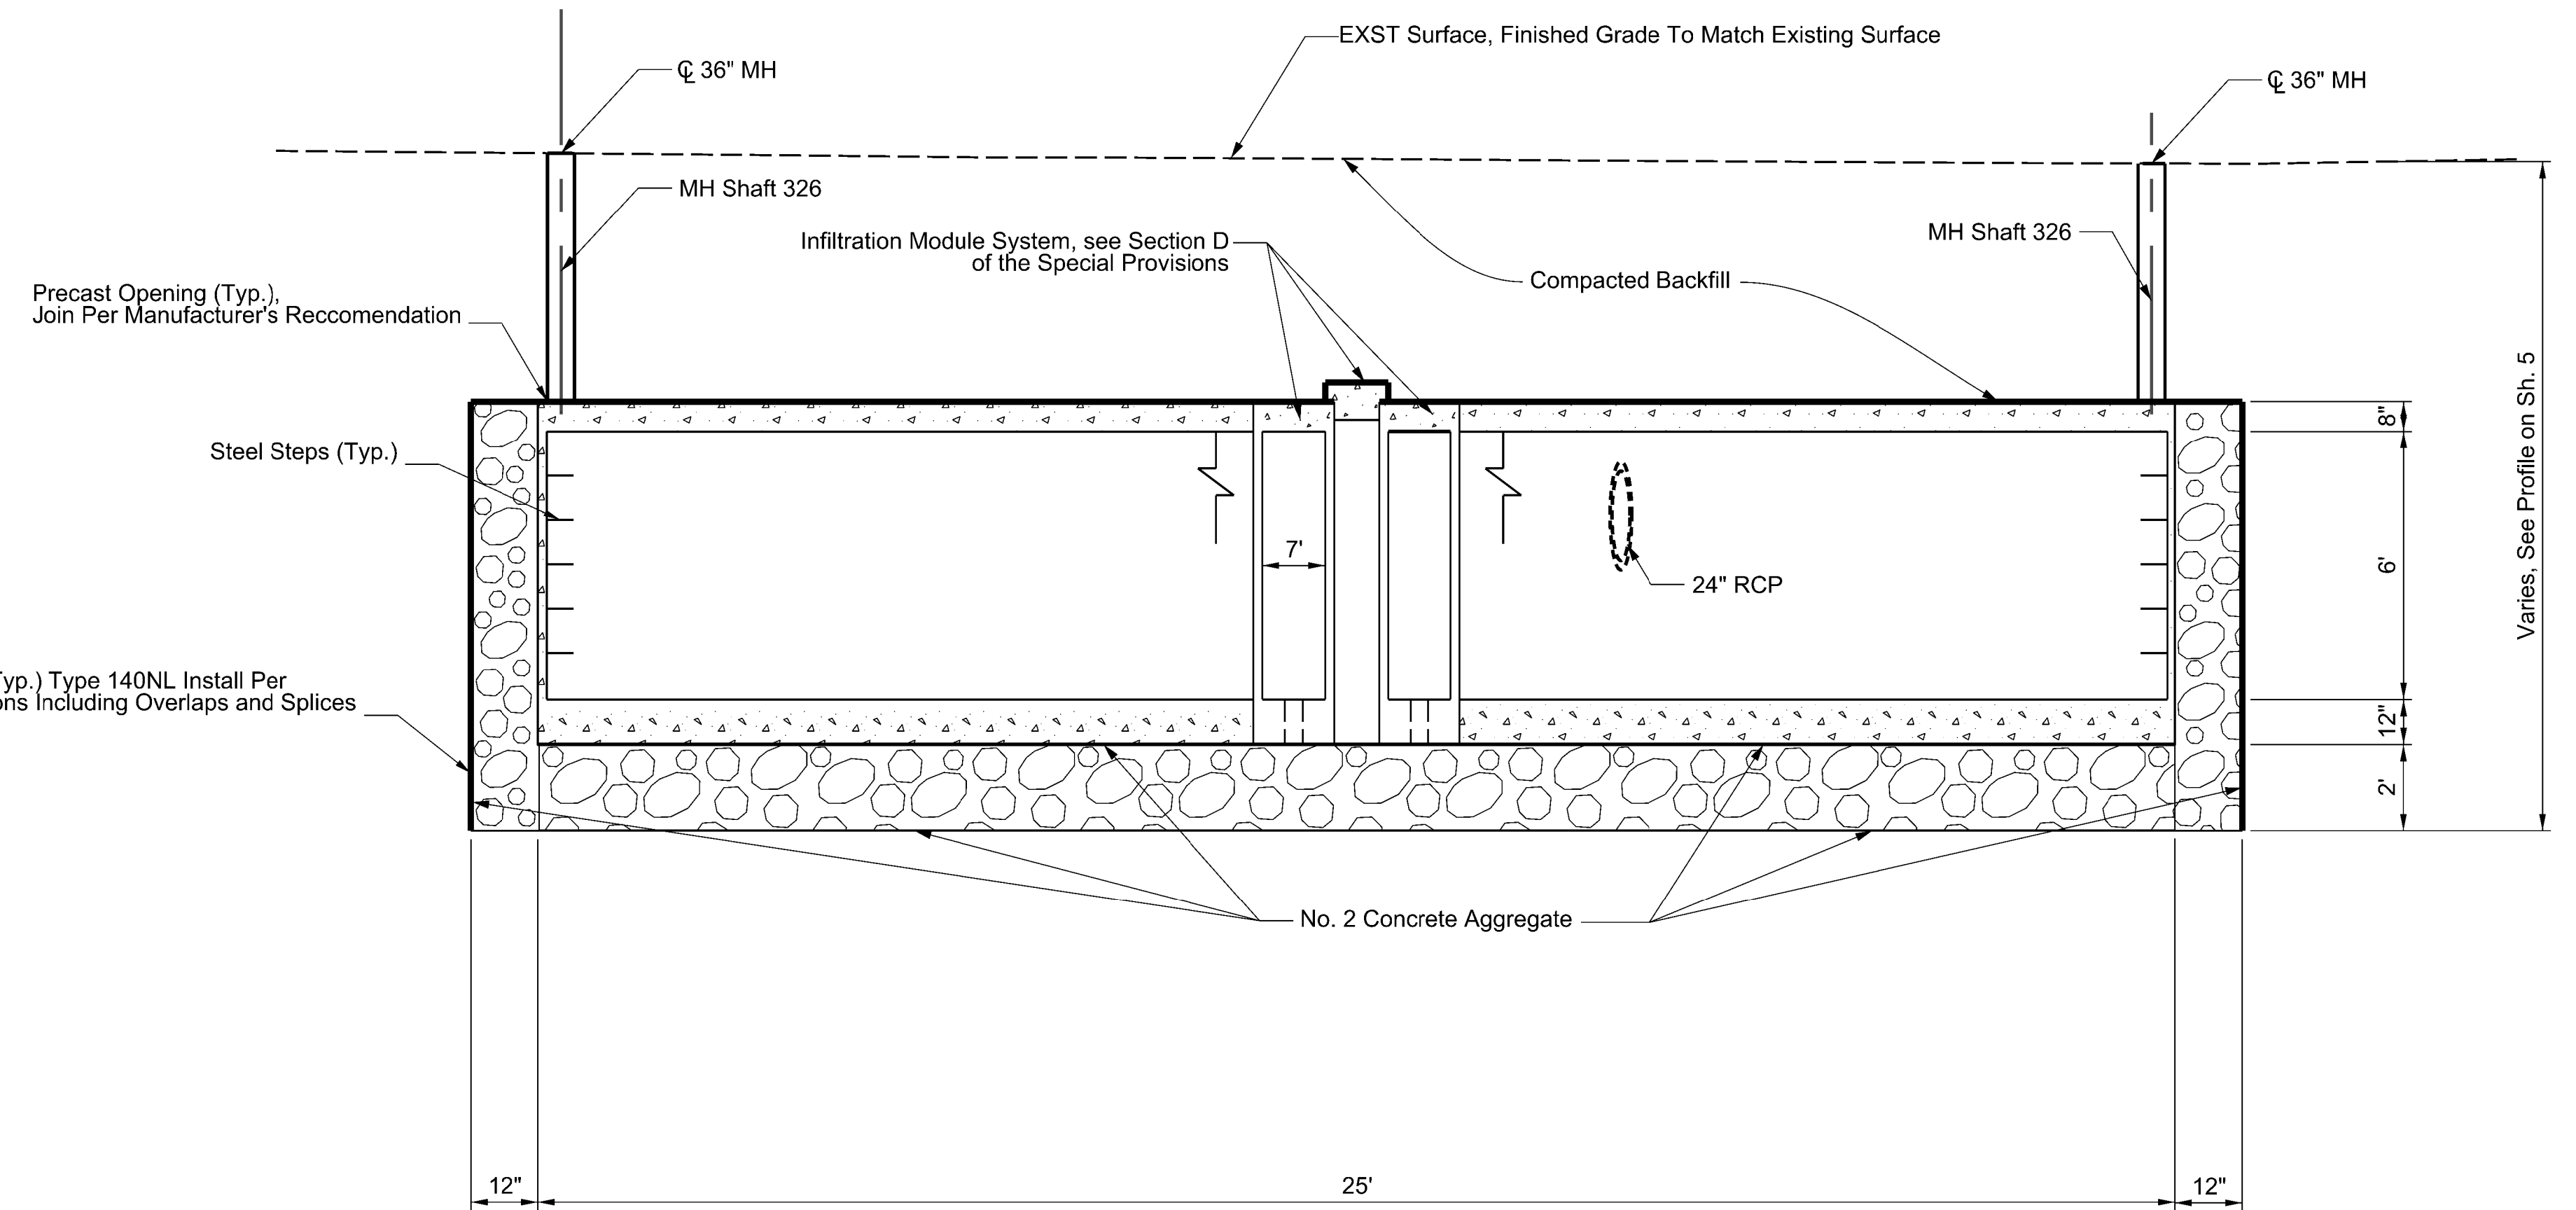 EXST Surface, Finished Grade To Match Existing Surface
℄ 36" MH
℄ 36" MH
MH Shaft 326
MH Shaft 326
Infiltration Module System, see Section D
of the Special Provisions
Compacted Backfill
Precast Opening (Typ.),
Join Per Manufacturer's Reccomendation
Steel Steps (Typ.)
7'
24" RCP
8"
6'
12"
2'
Varies, See Profile on Sh. 5
Typ.) Type 140NL Install Per
ons Including Overlaps and Splices
No. 2 Concrete Aggregate
12"
25'
12"